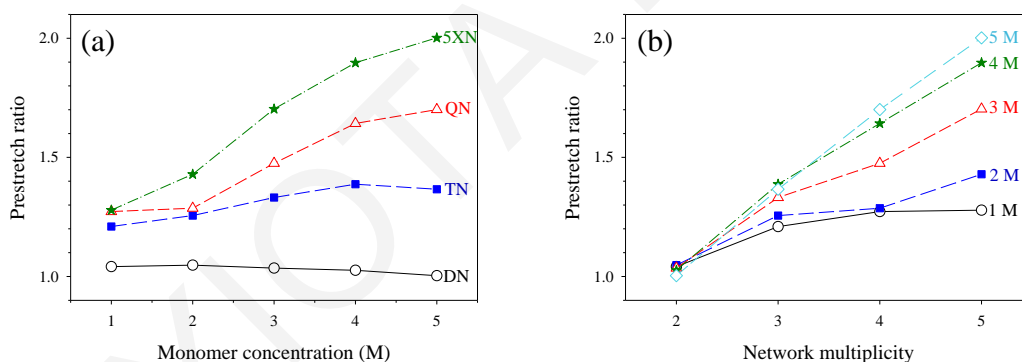 (a)
2.0
1.5
1.0
Prestretch ratio
5XN
QN
TN
DN
1 2 3 4 5
Monomer concentration (M)
(b)
2.0
1.5
1.0
Prestretch ratio
5 M
4 M
3 M
2 M
1 M
2 3 4 5
Network multiplicity